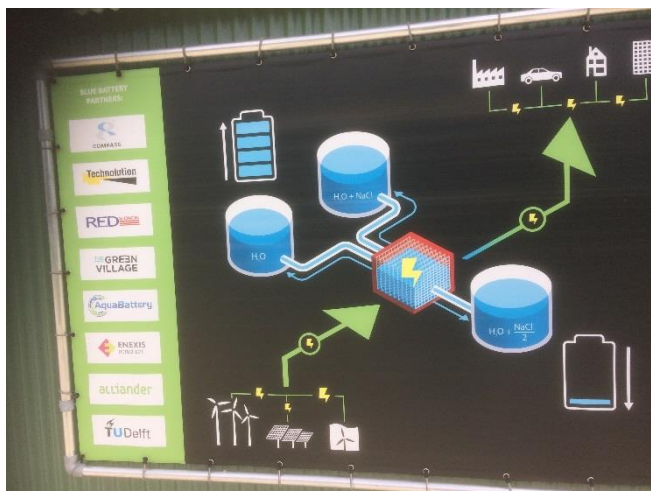 BLUE BATTERY
PARTNERS:
COMPASS
Technolution
RED
GREEN
VILLAGE
AquaBattery
ENEXIS
alliander
TUDelft
H₂O + NaCl
H₂O
H₂O + NaCl/2